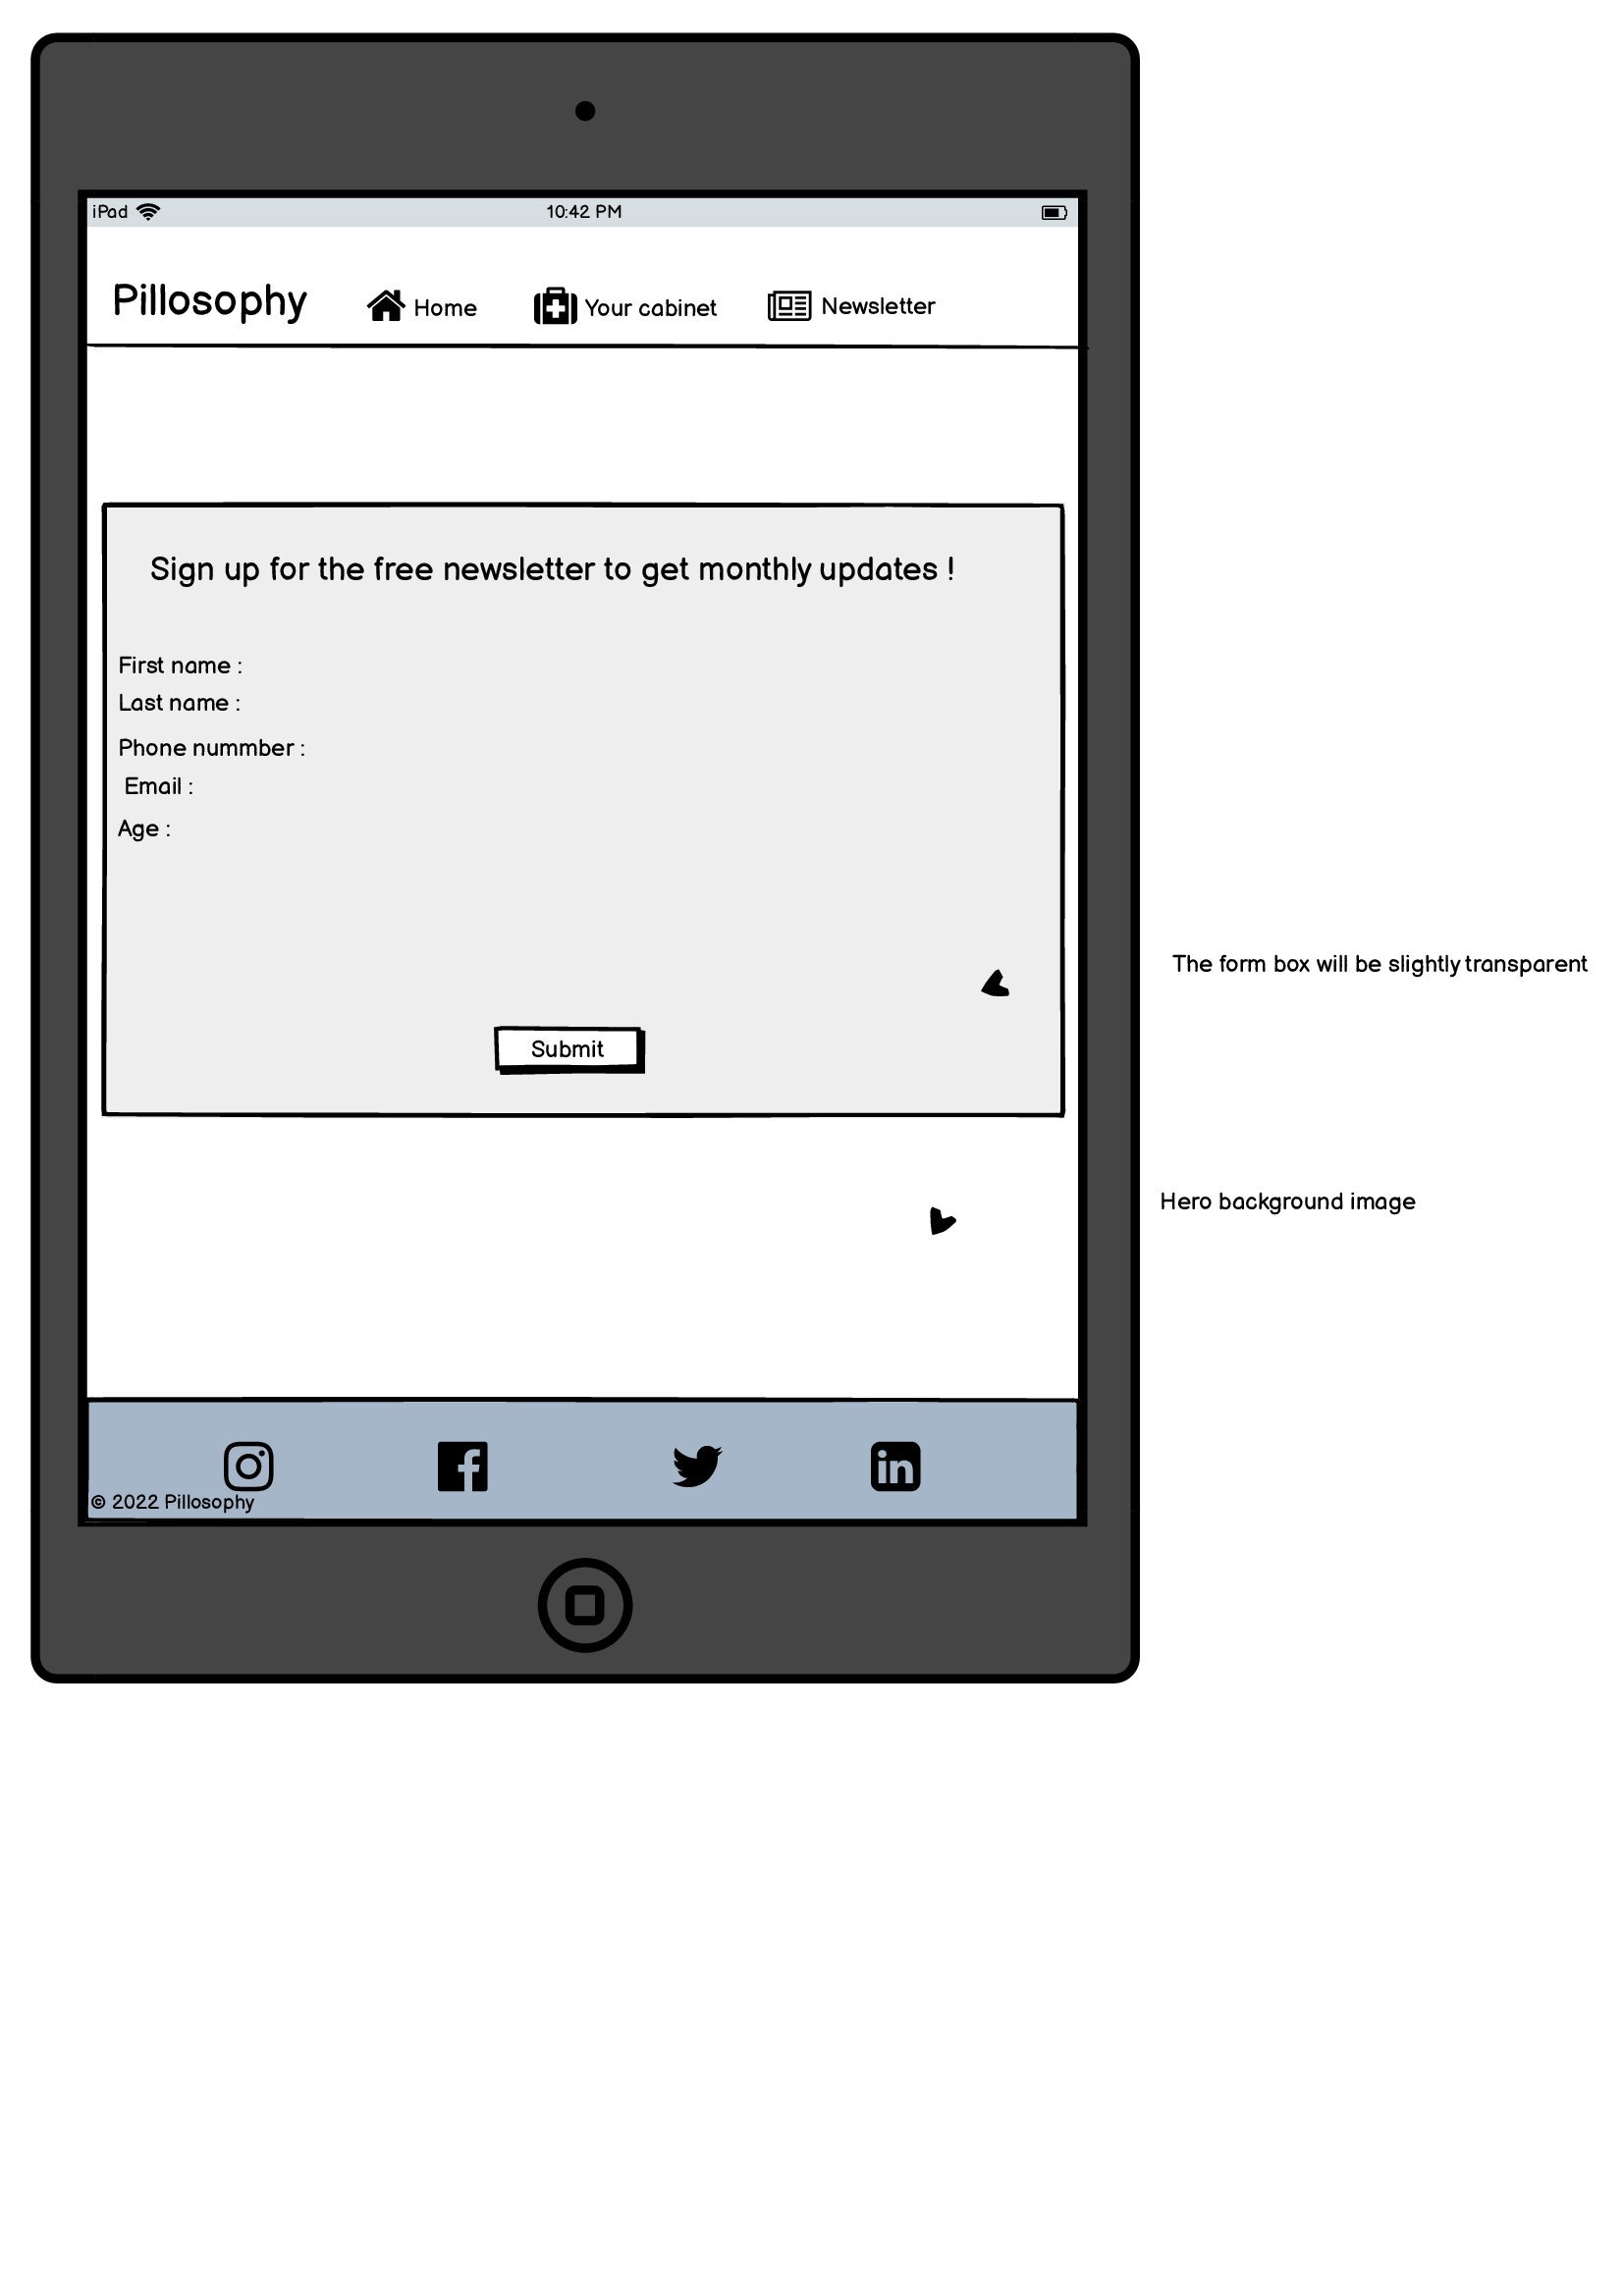 iPad 10:42 PM
Pillosophy Home Your cabinet Newsletter
Sign up for the free newsletter to get monthly updates !
First name :
Last name :
Phone nummber :
Email :
Age :
The form box will be slightly transparent
Submit
Hero background image
© 2022 Pillosophy